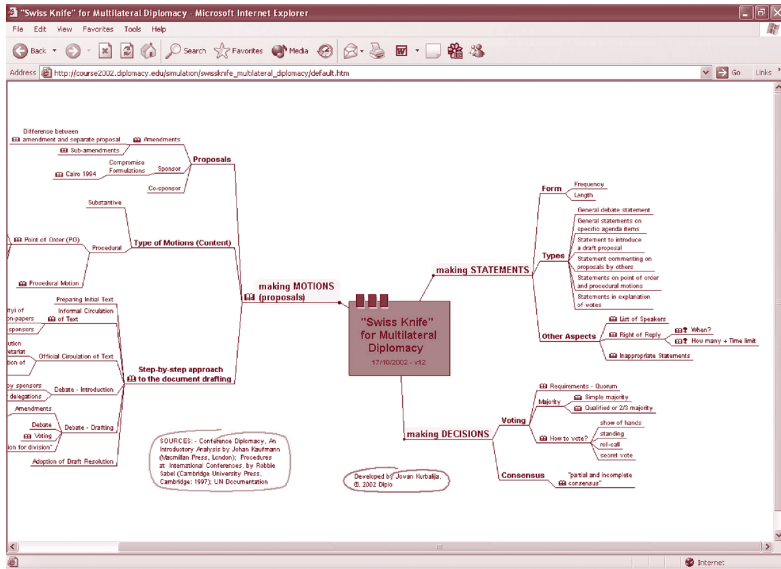 "Swiss Knife" for Multilateral Diplomacy - Microsoft Internet Explorer
File Edit View Favorites Tools Help
Back Search Favorites Media
Address http://course2002.diplomacy.edu/simulation/swissknife_multilateral_diplomacy/default.htm Go Links
Difference between
amendment and separate proposal
Amendments
Sub-amendments
Proposals
Cairo 1994
Compromise
Formulations
Sponsor
Co-sponsor
Substantive
Point of Order (PO)
Procedural
Type of Motions (Content)
Procedural Motion
making MOTIONS
(proposals)
Preparing Initial Text
Informal Circulation
of Text
on-papers
sponsors
Official Circulation of Text
Step-by-step approach
to the document drafting
by sponsors
delegations
Debate - Introduction
Amendments
Debate
Voting
ion for division"
Debate - Drafting
Adoption of Draft Resolution
"Swiss Knife"
for Multilateral
Diplomacy
17/10/2002 - v12
making STATEMENTS
Form
Frequency
Length
Types
General debate statement
General statements on
specific agenda items
Statement to introduce
a draft proposal
Statement commenting on
proposals by others
Statements on point of order
and procedural motions
Statements in explanation
of votes
Other Aspects
List of Speakers
Right of Reply
When?
How many + Time limit
Inappropriate Statements
making DECISIONS
Voting
Requirements - Quorum
Majority
Simple majority
Qualified or 2/3 majority
How to vote?
show of hands
standing
roll-call
secret vote
Consensus
"partial and incomplete
consensus"
SOURCES: - Conference Diplomacy, An
Introductory Analysis by Johan Kaufmann
(Macmillan Press, London); Procedures
at International Conferences, by Robbie
Sabel (Cambridge University Press,
Cambridge: 1997); UN Documentation
Developed by Jovan Kurbalija,
©, 2002 Diplo
Internet